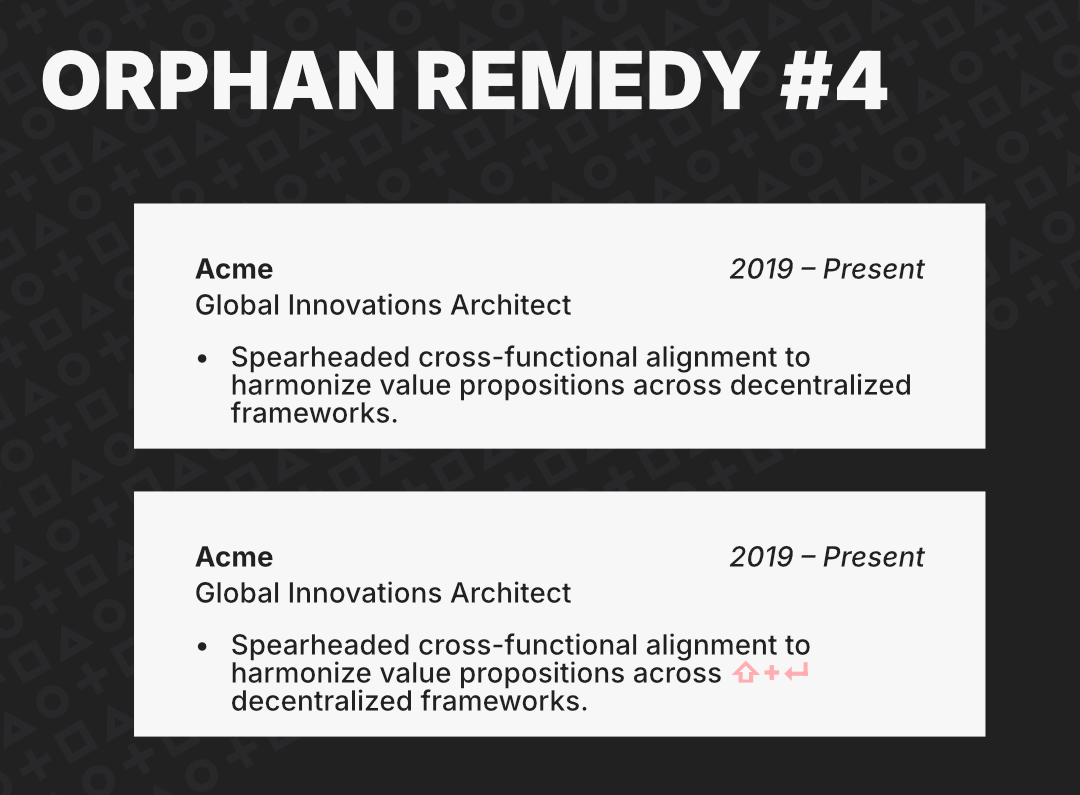 ORPHAN REMEDY #4
Acme 2019 – Present
Global Innovations Architect
• Spearheaded cross-functional alignment to
harmonize value propositions across decentralized
frameworks.
Acme 2019 – Present
Global Innovations Architect
• Spearheaded cross-functional alignment to
harmonize value propositions across ⇧+↵
decentralized frameworks.